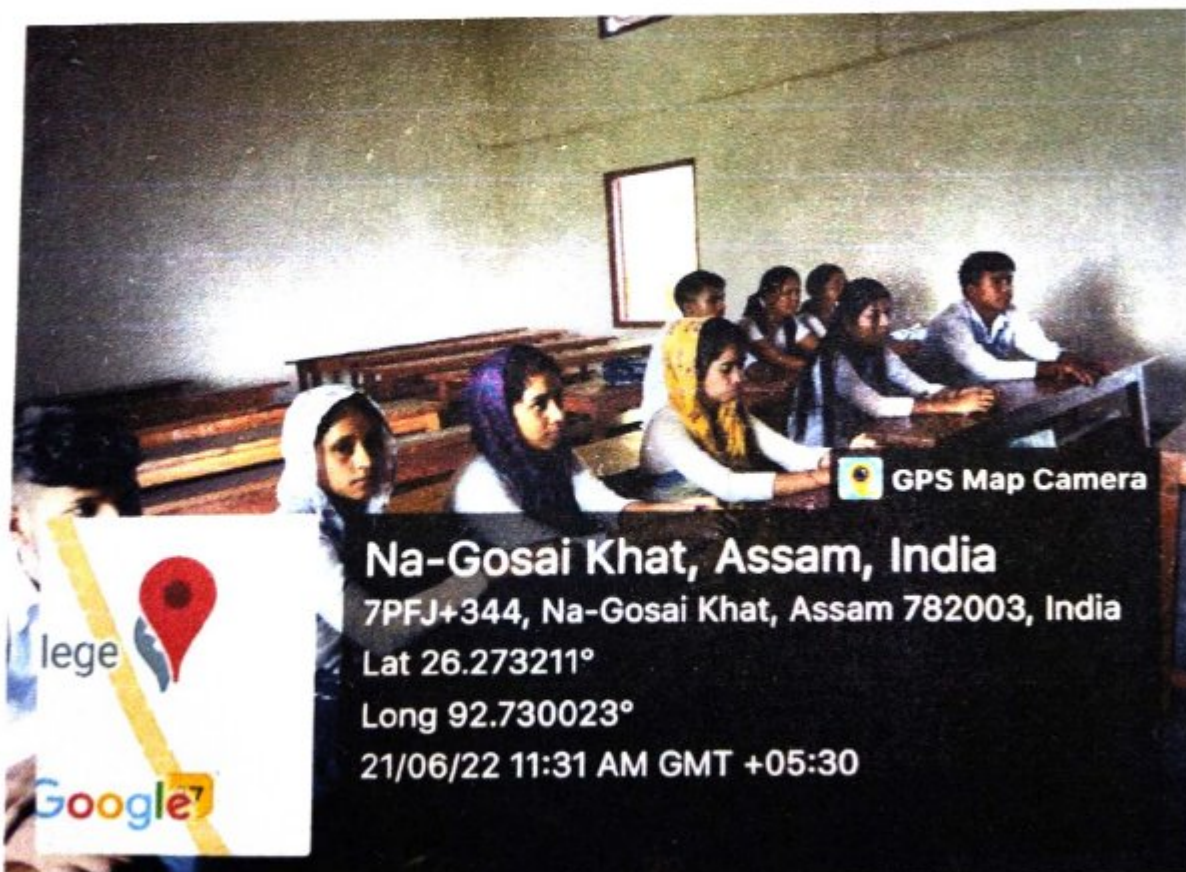 GPS Map Camera
Na-Gosai Khat, Assam, India
7PFJ+344, Na-Gosai Khat, Assam 782003, India
Lat 26.273211°
Long 92.730023°
21/06/22 11:31 AM GMT +05:30
lege
Google